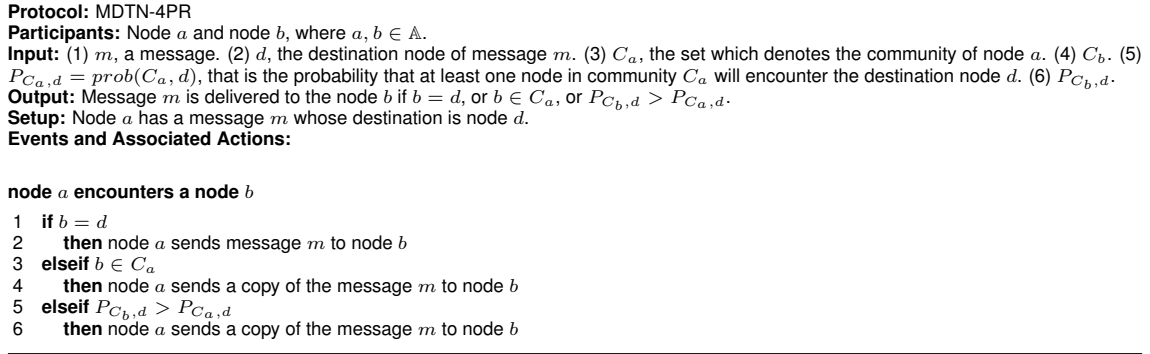 Protocol: MDTN-4PR
Participants: Node a and node b, where a, b ∈ 𝔸.
Input: (1) m, a message. (2) d, the destination node of message m. (3) C_a, the set which denotes the community of node a. (4) C_b. (5)
P_{C_a,d} = prob(C_a, d), that is the probability that at least one node in community C_a will encounter the destination node d. (6) P_{C_b,d}.
Output: Message m is delivered to the node b if b = d, or b ∈ C_a, or P_{C_b,d} > P_{C_a,d}.
Setup: Node a has a message m whose destination is node d.
Events and Associated Actions:
node a encounters a node b
1 if b = d
2 then node a sends message m to node b
3 elseif b ∈ C_a
4 then node a sends a copy of the message m to node b
5 elseif P_{C_b,d} > P_{C_a,d}
6 then node a sends a copy of the message m to node b